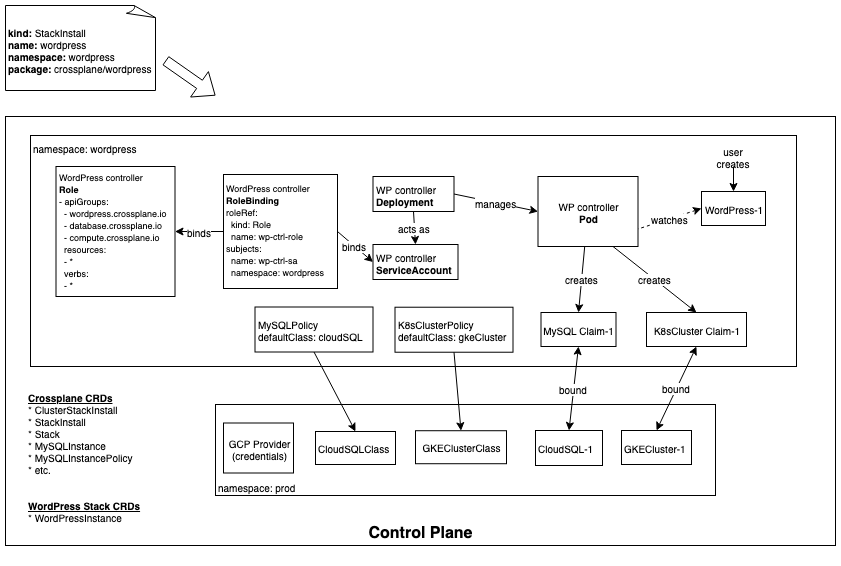 kind: StackInstall
name: wordpress
namespace: wordpress
package: crossplane/wordpress
namespace: wordpress
WordPress controller
Role
- apiGroups:
- wordpress.crossplane.io
- database.crossplane.io
- compute.crossplane.io
resources:
- *
verbs:
- *
binds
WordPress controller
RoleBinding
roleRef:
kind: Role
name: wp-ctrl-role
subjects:
name: wp-ctrl-sa
namespace: wordpress
binds
WP controller
Deployment
acts as
WP controller
ServiceAccount
manages
WP controller
Pod
watches
user
creates
WordPress-1
creates
creates
MySQLPolicy
defaultClass: cloudSQL
K8sClusterPolicy
defaultClass: gkeCluster
MySQL Claim-1
K8sCluster Claim-1
bound
bound
Crossplane CRDs
* ClusterStackInstall
* StackInstall
* Stack
* MySQLInstance
* MySQLInstancePolicy
* etc.
GCP Provider
(credentials)
CloudSQLClass
GKEClusterClass
CloudSQL-1
GKECluster-1
namespace: prod
WordPress Stack CRDs
* WordPressInstance
Control Plane